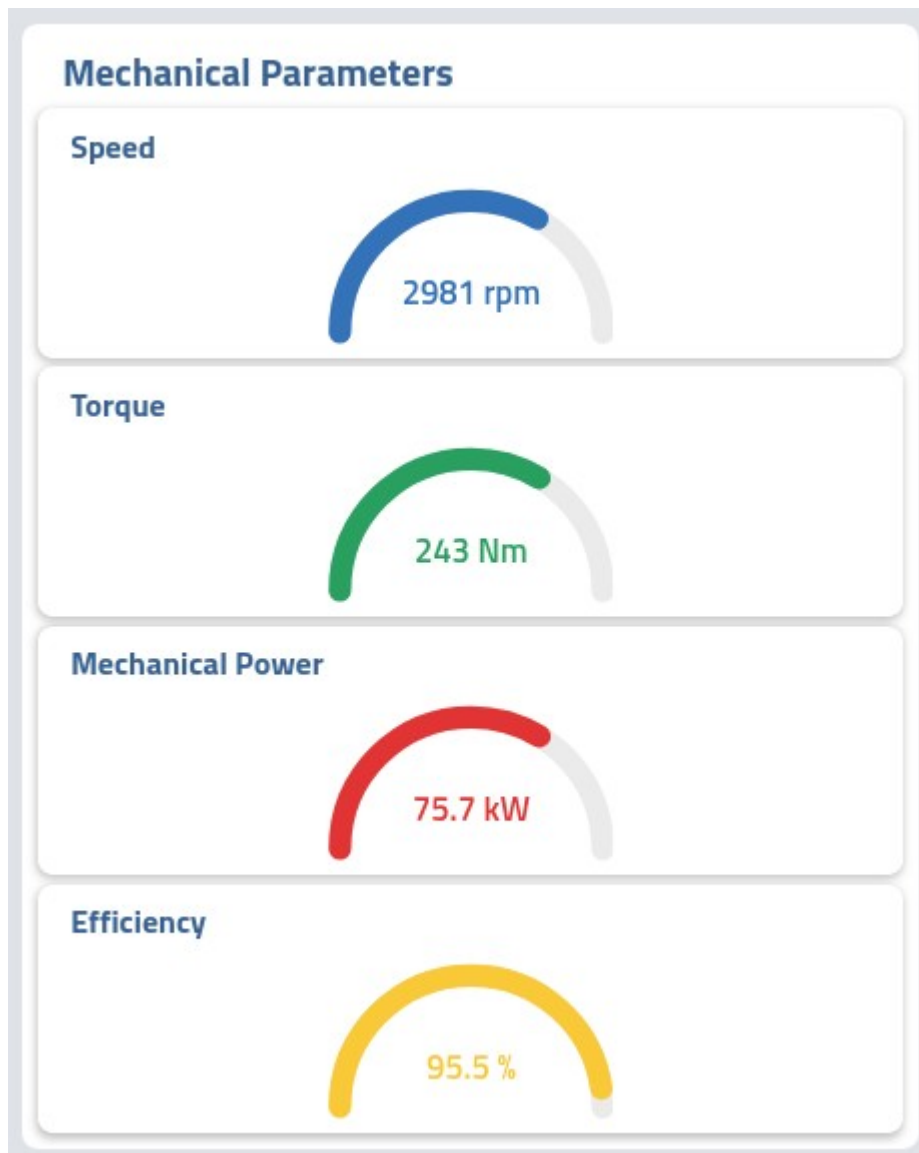 Mechanical Parameters
Speed
2981 rpm
Torque
243 Nm
Mechanical Power
75.7 kW
Efficiency
95.5 %